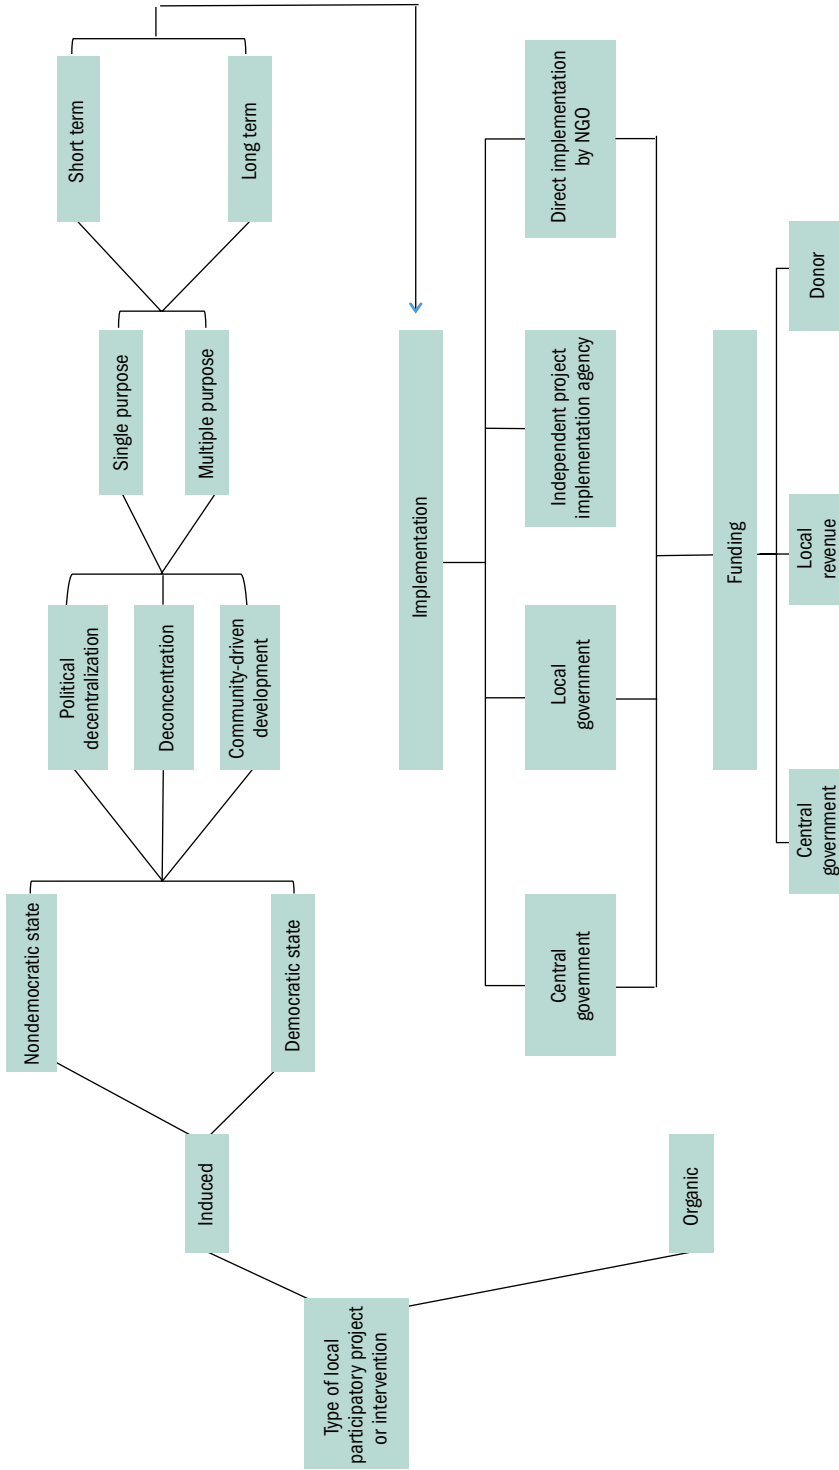 Type of local
participatory project
or intervention
Induced
Organic
Nondemocratic state
Democratic state
Political
decentralization
Deconcentration
Community-driven
development
Single purpose
Multiple purpose
Short term
Long term
Implementation
Central
government
Local
government
Independent project
implementation agency
Direct implementation
by NGO
Funding
Central
government
Local
revenue
Donor